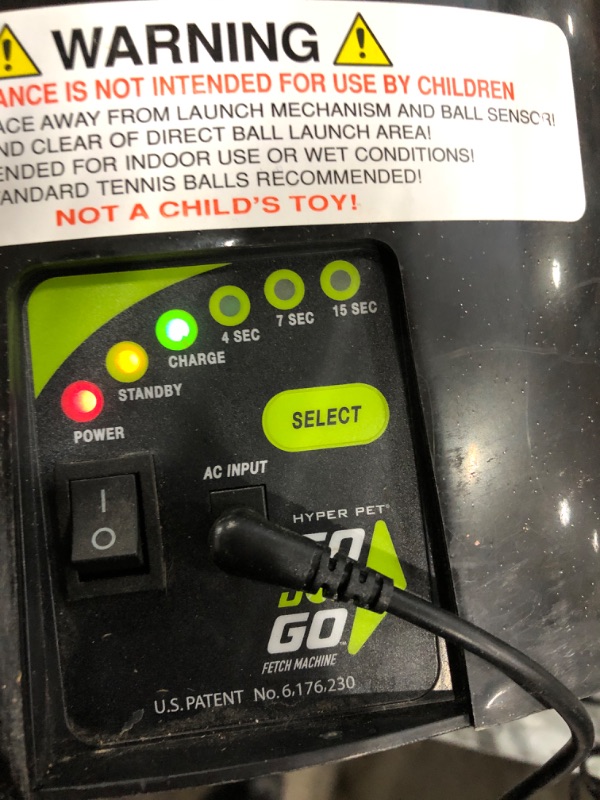 WARNING
ANCE IS NOT INTENDED FOR USE BY CHILDREN
ACE AWAY FROM LAUNCH MECHANISM AND BALL SENSOR!
ND CLEAR OF DIRECT BALL LAUNCH AREA!
ENDED FOR INDOOR USE OR WET CONDITIONS!
TANDARD TENNIS BALLS RECOMMENDED!
NOT A CHILD'S TOY!
4 SEC
7 SEC
15 SEC
CHARGE
STANDBY
POWER
SELECT
AC INPUT
I
O
HYPER PET
GO
GO
FETCH MACHINE
U.S. PATENT No. 6,176,230